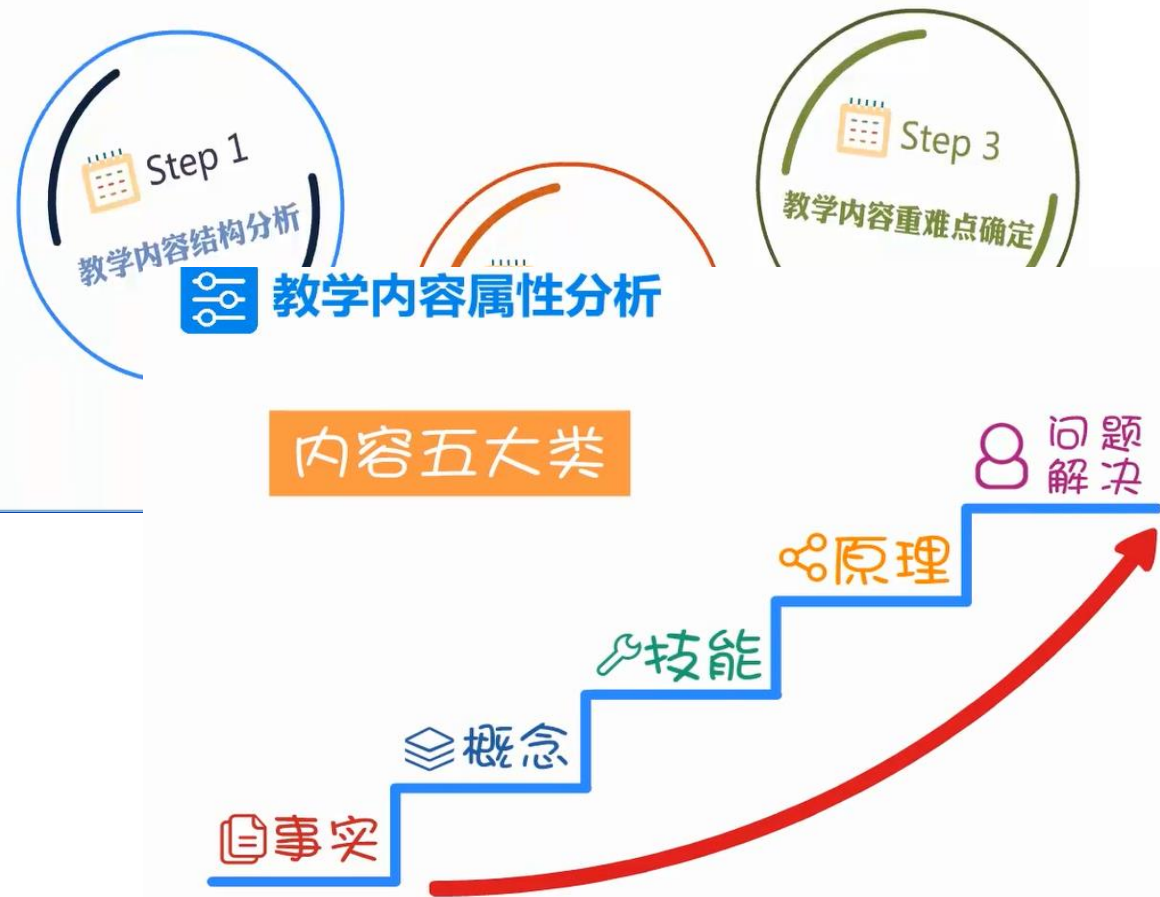 Step 1
教学内容结构分析
Step 3
教学内容重难点确定
教学内容属性分析
内容五大类
问题
解决
原理
技能
概念
事实